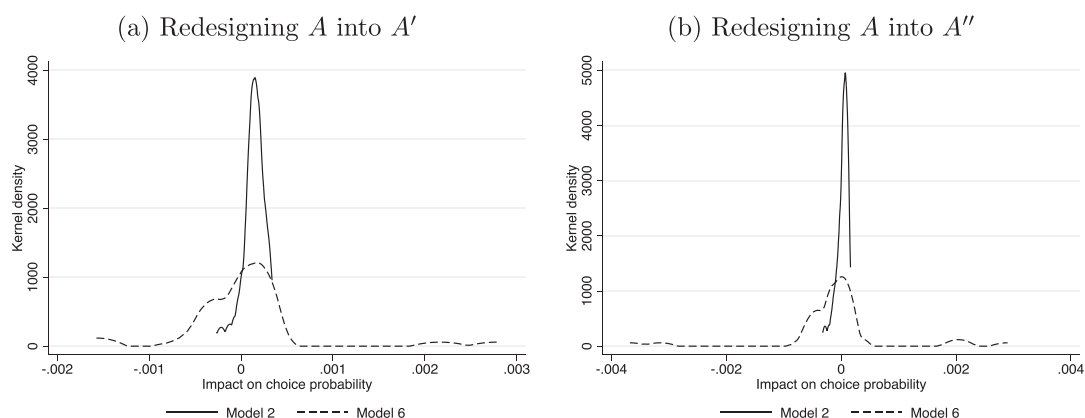 (a) Redesigning A into A′
4000
3000
2000
1000
0
Kernel density
-.002
-.001
0
.001
.002
.003
Impact on choice probability
Model 2
Model 6
(b) Redesigning A into A′′
5000
4000
3000
2000
1000
0
Kernel density
-.004
-.002
0
.002
.004
Impact on choice probability
Model 2
Model 6